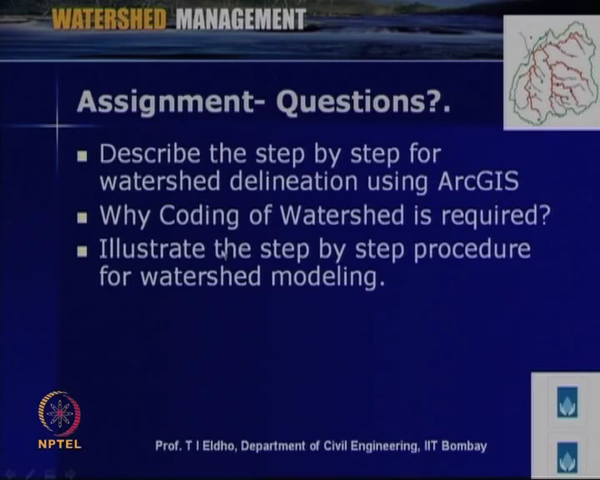 WATERSHED MANAGEMENT
Assignment- Questions?.
Describe the step by step for
watershed delineation using ArcGIS
Why Coding of Watershed is required?
Illustrate the step by step procedure
for watershed modeling.
NPTEL
Prof. T I Eldho, Department of Civil Engineering, IIT Bombay